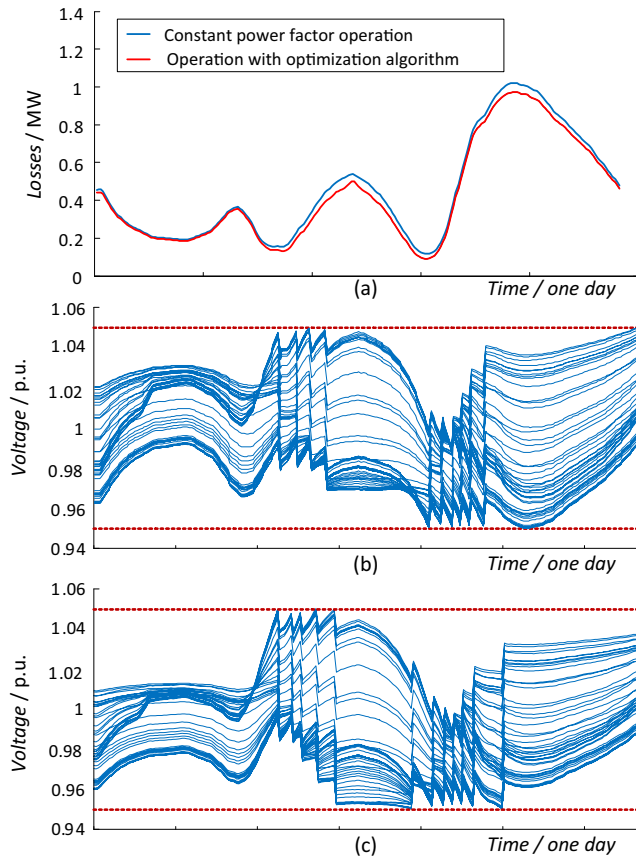 1.4
1.2
1
0.8
0.6
0.4
0.2
0
Losses / MW
Constant power factor operation
Operation with optimization algorithm
(a)
Time / one day
1.06
1.04
1.02
1
0.98
0.96
0.94
Voltage / p.u.
(b)
Time / one day
1.06
1.04
1.02
1
0.98
0.96
0.94
Voltage / p.u.
(c)
Time / one day